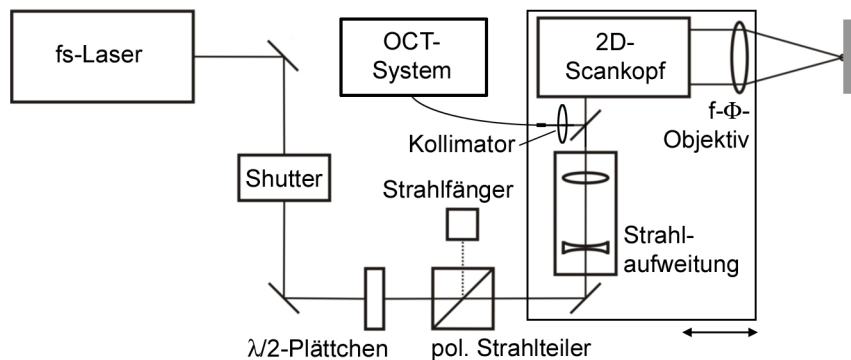 fs-Laser
OCT-
System
2D-
Scankopf
f-Φ-
Objektiv
Kollimator
Shutter
Strahlfänger
Strahl-
aufweitung
λ/2-Plättchen
pol. Strahlteiler